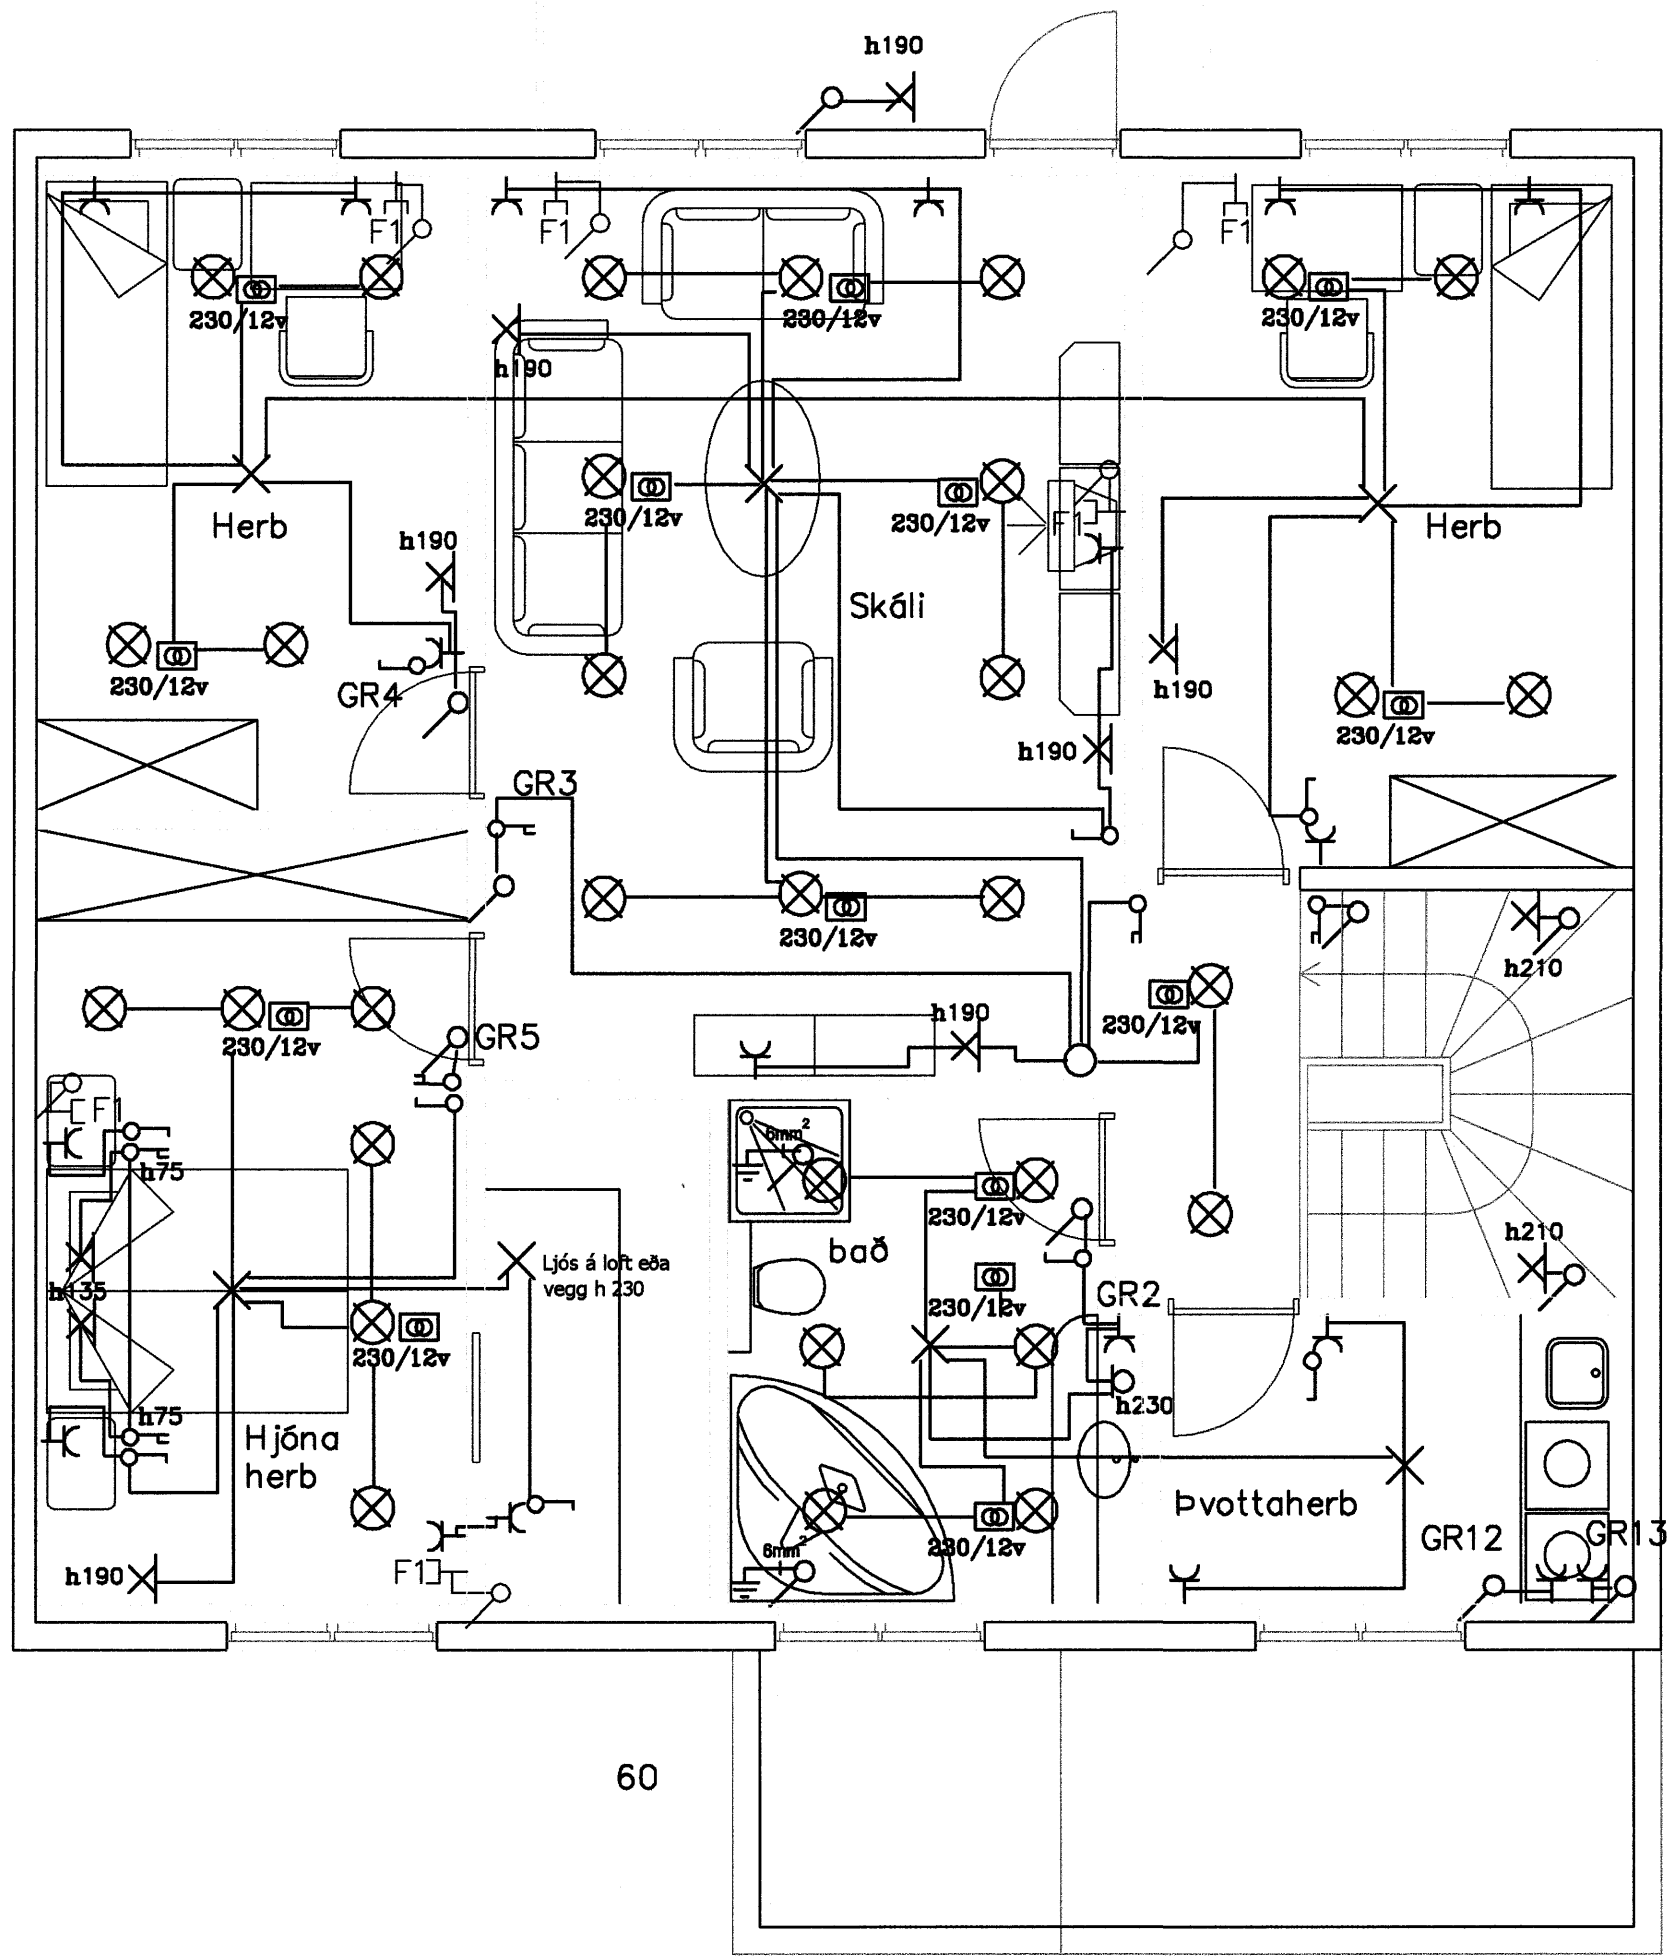 h190
F1
F1
F1
230/12v
230/12v
230/12v
h190
230/12v
230/12v
F1
Herb
Herb
h190
Skáli
230/12v
GR4
h190
230/12v
h190
GR3
230/12v
h210
h190
230/12v
230/12v
GR5
F1
6mm²
h75
230/12v
h210
bað
Ljós á loft eða
vegg h 230
h135
230/12v
GR2
230/12v
h230
h75
Hjóna
herb
Þvottaherb
GR12
GR13
230/12v
6mm²
F1
h190
60